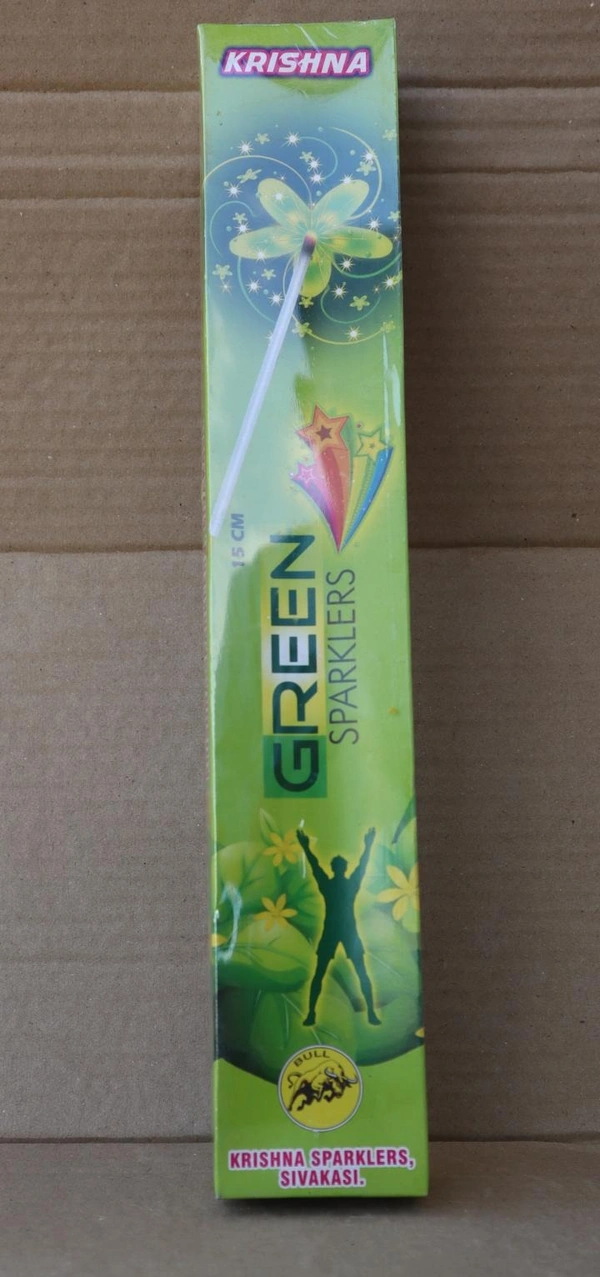 KRISHNA
15 CM
GREEN
SPARKLERS
BULL
KRISHNA SPARKLERS,
SIVAKASI.